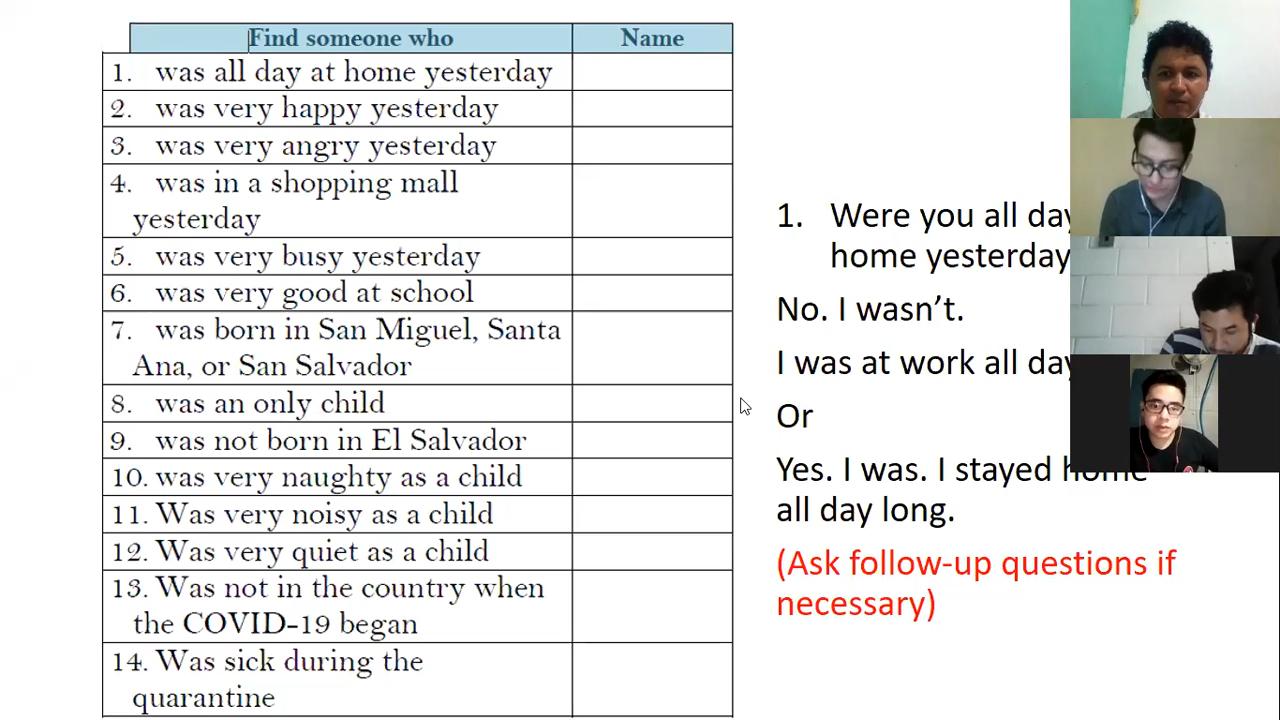 Find someone who
Name
1. was all day at home yesterday
2. was very happy yesterday
3. was very angry yesterday
4. was in a shopping mall
yesterday
5. was very busy yesterday
6. was very good at school
7. was born in San Miguel, Santa
Ana, or San Salvador
8. was an only child
9. was not born in El Salvador
10. was very naughty as a child
11. Was very noisy as a child
12. Was very quiet as a child
13. Was not in the country when
the COVID-19 began
14. Was sick during the
quarantine
1. Were you all day
home yesterday
No. I wasn’t.
I was at work all day
Or
Yes. I was. I stayed home
all day long.
(Ask follow-up questions if
necessary)